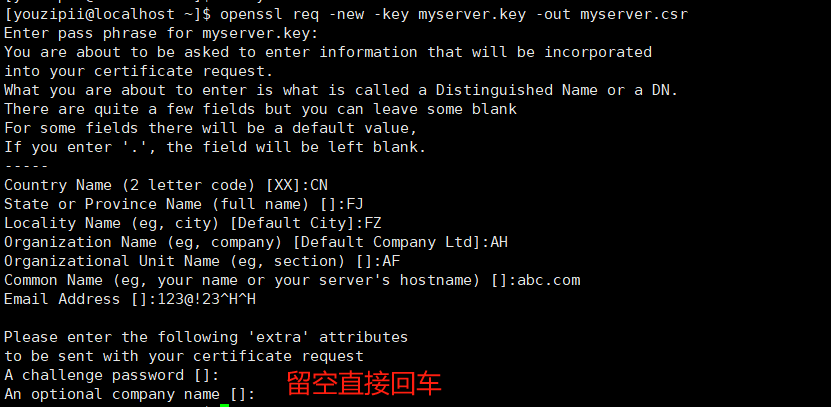 [youzipii@localhost ~]$ openssl req -new -key myserver.key -out myserver.csr
Enter pass phrase for myserver.key:
You are about to be asked to enter information that will be incorporated
into your certificate request.
What you are about to enter is what is called a Distinguished Name or a DN.
There are quite a few fields but you can leave some blank
For some fields there will be a default value,
If you enter '.', the field will be left blank.
-----
Country Name (2 letter code) [XX]:CN
State or Province Name (full name) []:FJ
Locality Name (eg, city) [Default City]:FZ
Organization Name (eg, company) [Default Company Ltd]:AH
Organizational Unit Name (eg, section) []:AF
Common Name (eg, your name or your server's hostname) []:abc.com
Email Address []:123@!23^H^H
Please enter the following 'extra' attributes
to be sent with your certificate request
A challenge password []:
留空直接回车
An optional company name []: